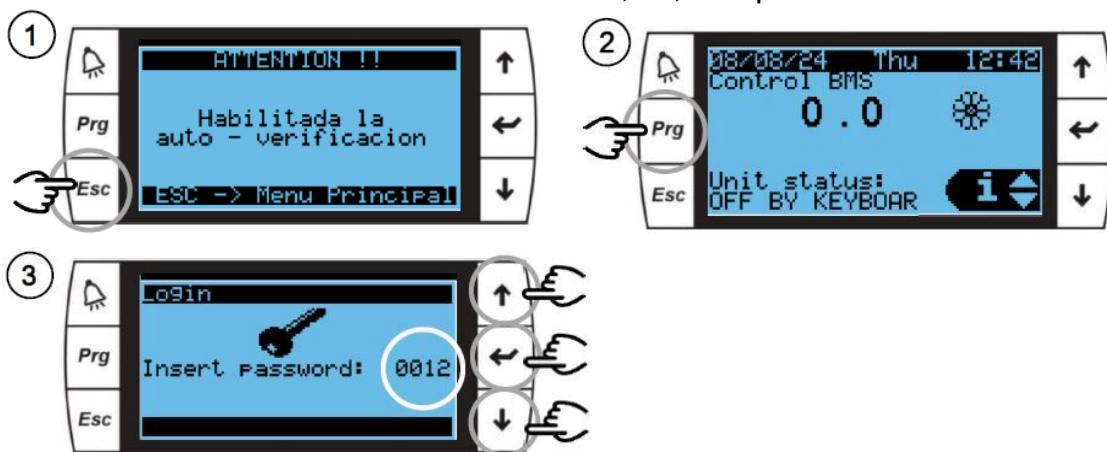 1
ATTENTION !!
Prg
Habilitada la
auto - verificacion
Esc
ESC -> Menu Principal
2
08/08/24 Thu 12:42
Control BMS
Prg
0.0
Esc
Unit status:
OFF BY KEYBOAR
i
3
Login
Prg
Insert password: 0012
Esc